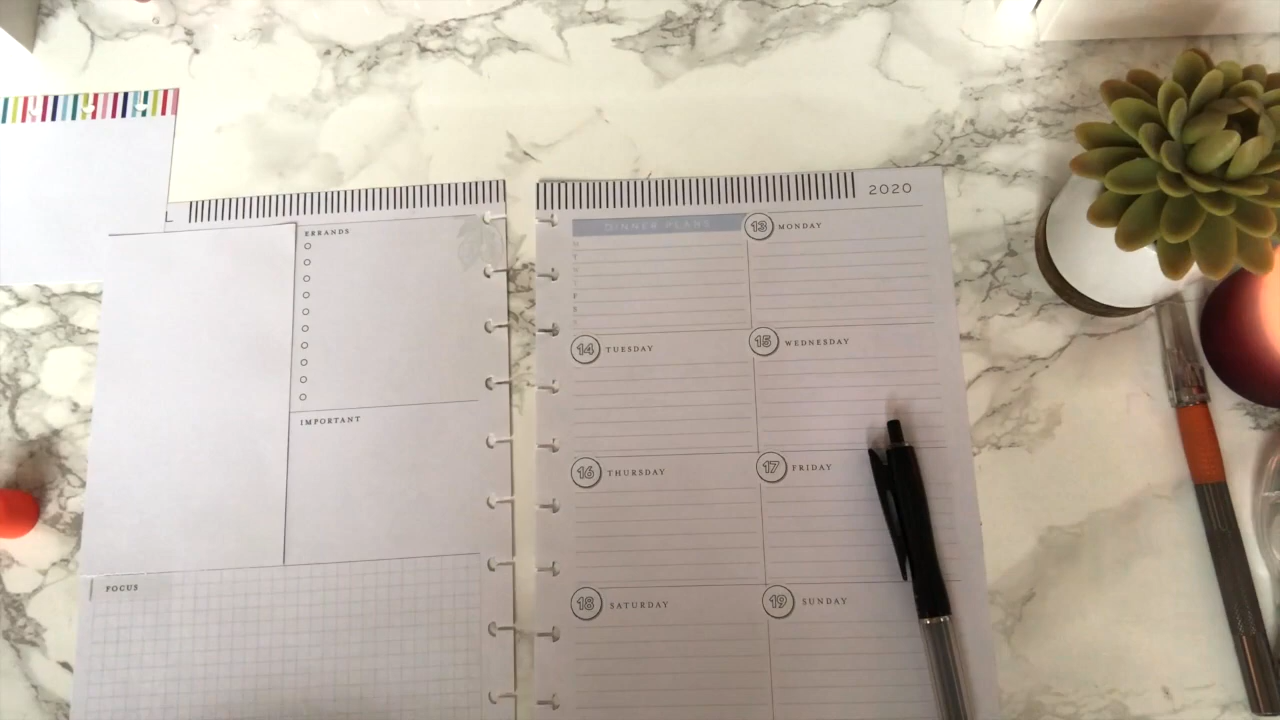 L
ERRANDS
IMPORTANT
FOCUS
2020
DINNER PLANS
M
T
W
T
F
S
S
13 MONDAY
14 TUESDAY
15 WEDNESDAY
16 THURSDAY
17 FRIDAY
18 SATURDAY
19 SUNDAY